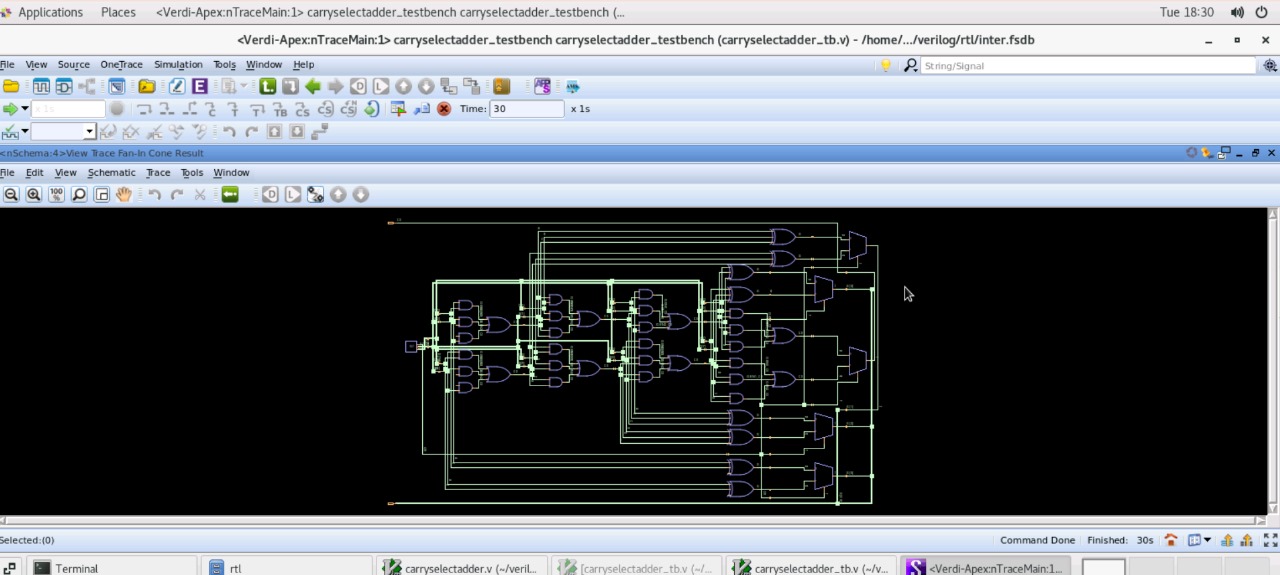 Applications Places <Verdi-Apex:nTraceMain:1> carryselectadder_testbench carryselectadder_testbench (... Tue 18:30
<Verdi-Apex:nTraceMain:1> carryselectadder_testbench carryselectadder_testbench (carryselectadder_tb.v) - /home/.../verilog/rtl/inter.fsdb
File View Source OneTrace Simulation Tools Window Help String/Signal
x 1s Time: 30 x 1s
<nSchema:4>View Trace Fan-In Cone Result
File Edit View Schematic Trace Tools Window
100 %
Selected:(0) Command Done Finished: 30s
Terminal rtl carryselectadder.v (~/veril... [carryselectadder_tb.v (~/... carryselectadder_tb.v (~/v... <Verdi-Apex:nTraceMain:1...